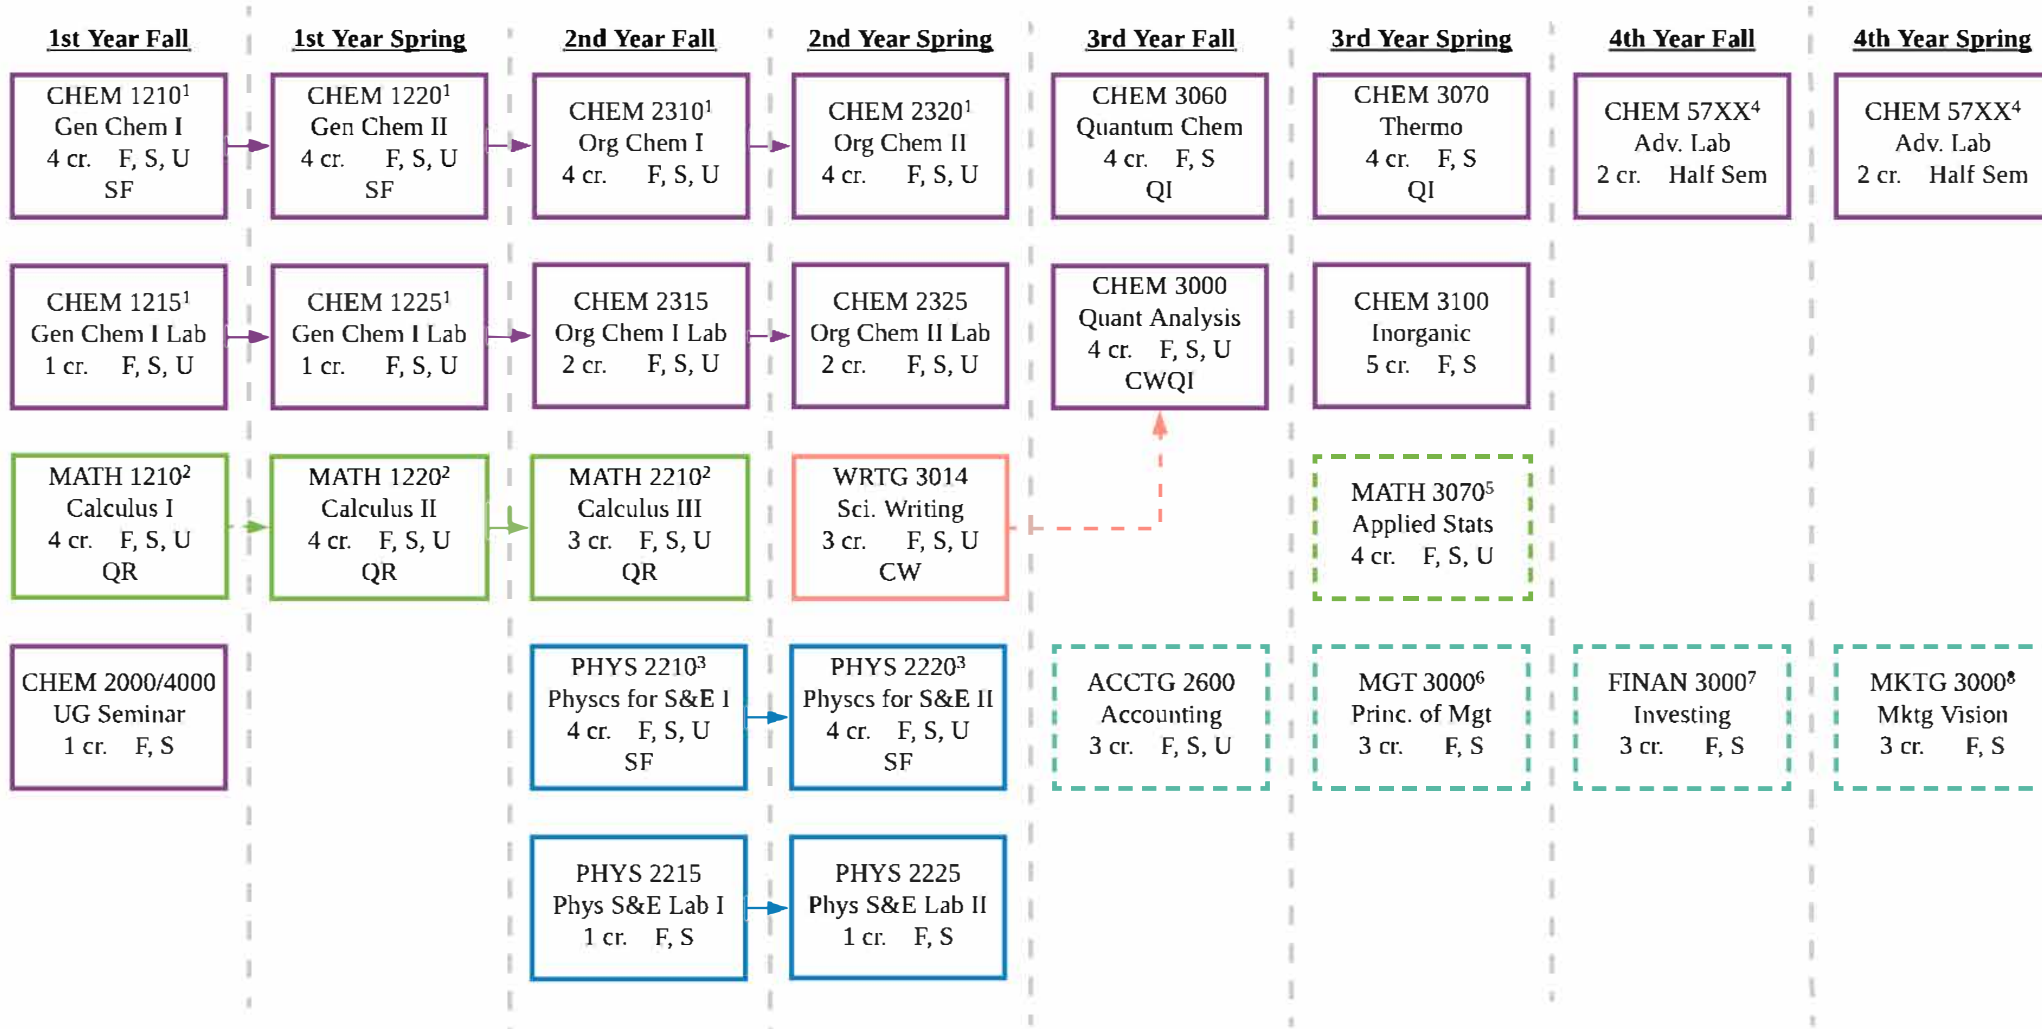 1st Year Fall
CHEM 1210¹
Gen Chem I
4 cr. F, S, U
SF
CHEM 1215¹
Gen Chem I Lab
1 cr. F, S, U
MATH 1210²
Calculus I
4 cr. F, S, U
QR
CHEM 2000/4000
UG Seminar
1 cr. F, S
1st Year Spring
CHEM 1220¹
Gen Chem II
4 cr. F, S, U
SF
CHEM 1225¹
Gen Chem I Lab
1 cr. F, S, U
MATH 1220²
Calculus II
4 cr. F, S, U
QR
2nd Year Fall
CHEM 2310¹
Org Chem I
4 cr. F, S, U
CHEM 2315
Org Chem I Lab
2 cr. F, S, U
MATH 2210²
Calculus III
3 cr. F, S, U
QR
PHYS 2210³
Physcs for S&E I
4 cr. F, S, U
SF
PHYS 2215
Phys S&E Lab I
1 cr. F, S
2nd Year Spring
CHEM 2320¹
Org Chem II
4 cr. F, S, U
CHEM 2325
Org Chem II Lab
2 cr. F, S, U
WRTG 3014
Sci. Writing
3 cr. F, S, U
CW
PHYS 2220³
Physcs for S&E II
4 cr. F, S, U
SF
PHYS 2225
Phys S&E Lab II
1 cr. F, S
3rd Year Fall
CHEM 3060
Quantum Chem
4 cr. F, S
QI
CHEM 3000
Quant Analysis
4 cr. F, S, U
CWQI
ACCTG 2600
Accounting
3 cr. F, S, U
3rd Year Spring
CHEM 3070
Thermo
4 cr. F, S
QI
CHEM 3100
Inorganic
5 cr. F, S
MATH 3070⁵
Applied Stats
4 cr. F, S, U
MGT 3000⁶
Princ. of Mgt
3 cr. F, S
4th Year Fall
CHEM 57XX⁴
Adv. Lab
2 cr. Half Sem
FINAN 3000⁷
Investing
3 cr. F, S
4th Year Spring
CHEM 57XX⁴
Adv. Lab
2 cr. Half Sem
MKTG 3000⁸
Mktg Vision
3 cr. F, S